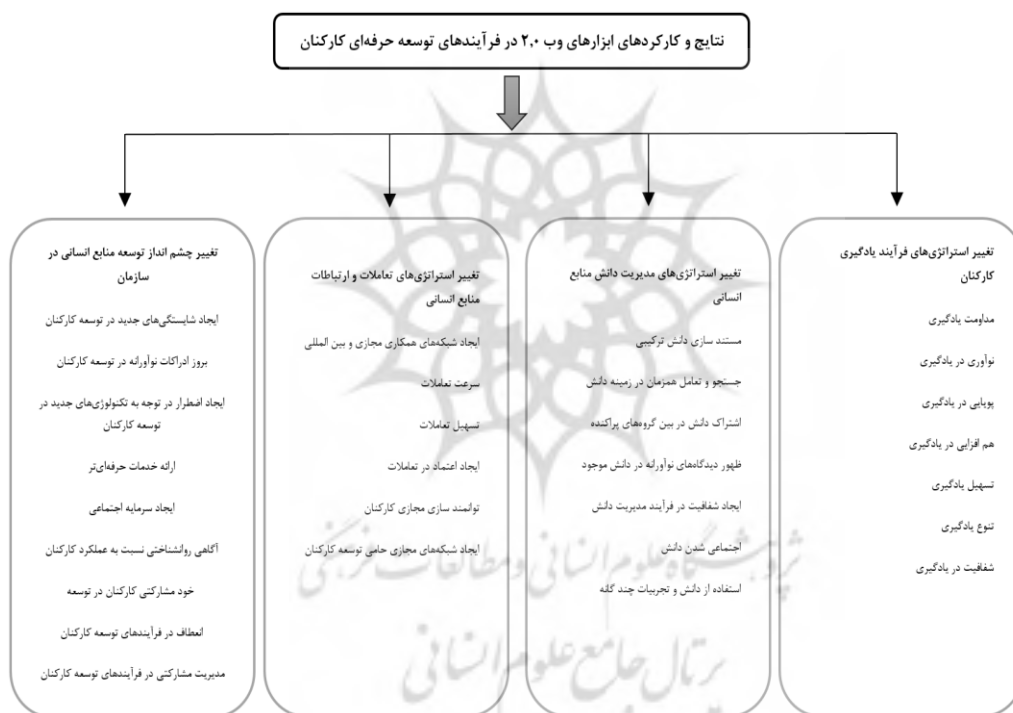 نتایج و کارکردهای ابزارهای وب ۲٫۰ در فرآیندهای توسعه حرفه‌ای کارکنان
تغییر استراتژی‌های فرآیند یادگیری
کارکنان
مداومت یادگیری
نوآوری در یادگیری
پویایی در یادگیری
هم افزایی در یادگیری
تسهیل یادگیری
تنوع یادگیری
شفافیت در یادگیری
تغییر استراتژی‌های مدیریت دانش منابع
انسانی
مستند سازی دانش ترکیبی
جستجو و تعامل همزمان در زمینه دانش
اشتراک دانش در بین گروه‌های پراکنده
ظهور دیدگاه‌های نوآورانه در دانش موجود
ایجاد شفافیت در فرآیند مدیریت دانش
اجتماعی شدن دانش
استفاده از دانش و تجربیات چند گانه
تغییر استراتژی‌های تعاملات و ارتباطات
منابع انسانی
ایجاد شبکه‌های همکاری مجازی و بین المللی
سرعت تعاملات
تسهیل تعاملات
ایجاد اعتماد در تعاملات
توانمند سازی مجازی کارکنان
ایجاد شبکه‌های مجازی حامی توسعه کارکنان
تغییر چشم انداز توسعه منابع انسانی در
سازمان
ایجاد شایستگی‌های جدید در توسعه کارکنان
بروز ادراکات نوآورانه در توسعه کارکنان
ایجاد اضطرار در توجه به تکنولوژی‌های جدید در
توسعه کارکنان
ارائه خدمات حرفه‌ای‌تر
ایجاد سرمایه اجتماعی
آگاهی روانشناختی نسبت به عملکرد کارکنان
خود مشارکتی کارکنان در توسعه
انعطاف در فرآیندهای توسعه کارکنان
مدیریت مشارکتی در فرآیندهای توسعه کارکنان
پژوهشگاه علوم انسانی و مطالعات فرهنگی
پرتال جامع علوم انسانی